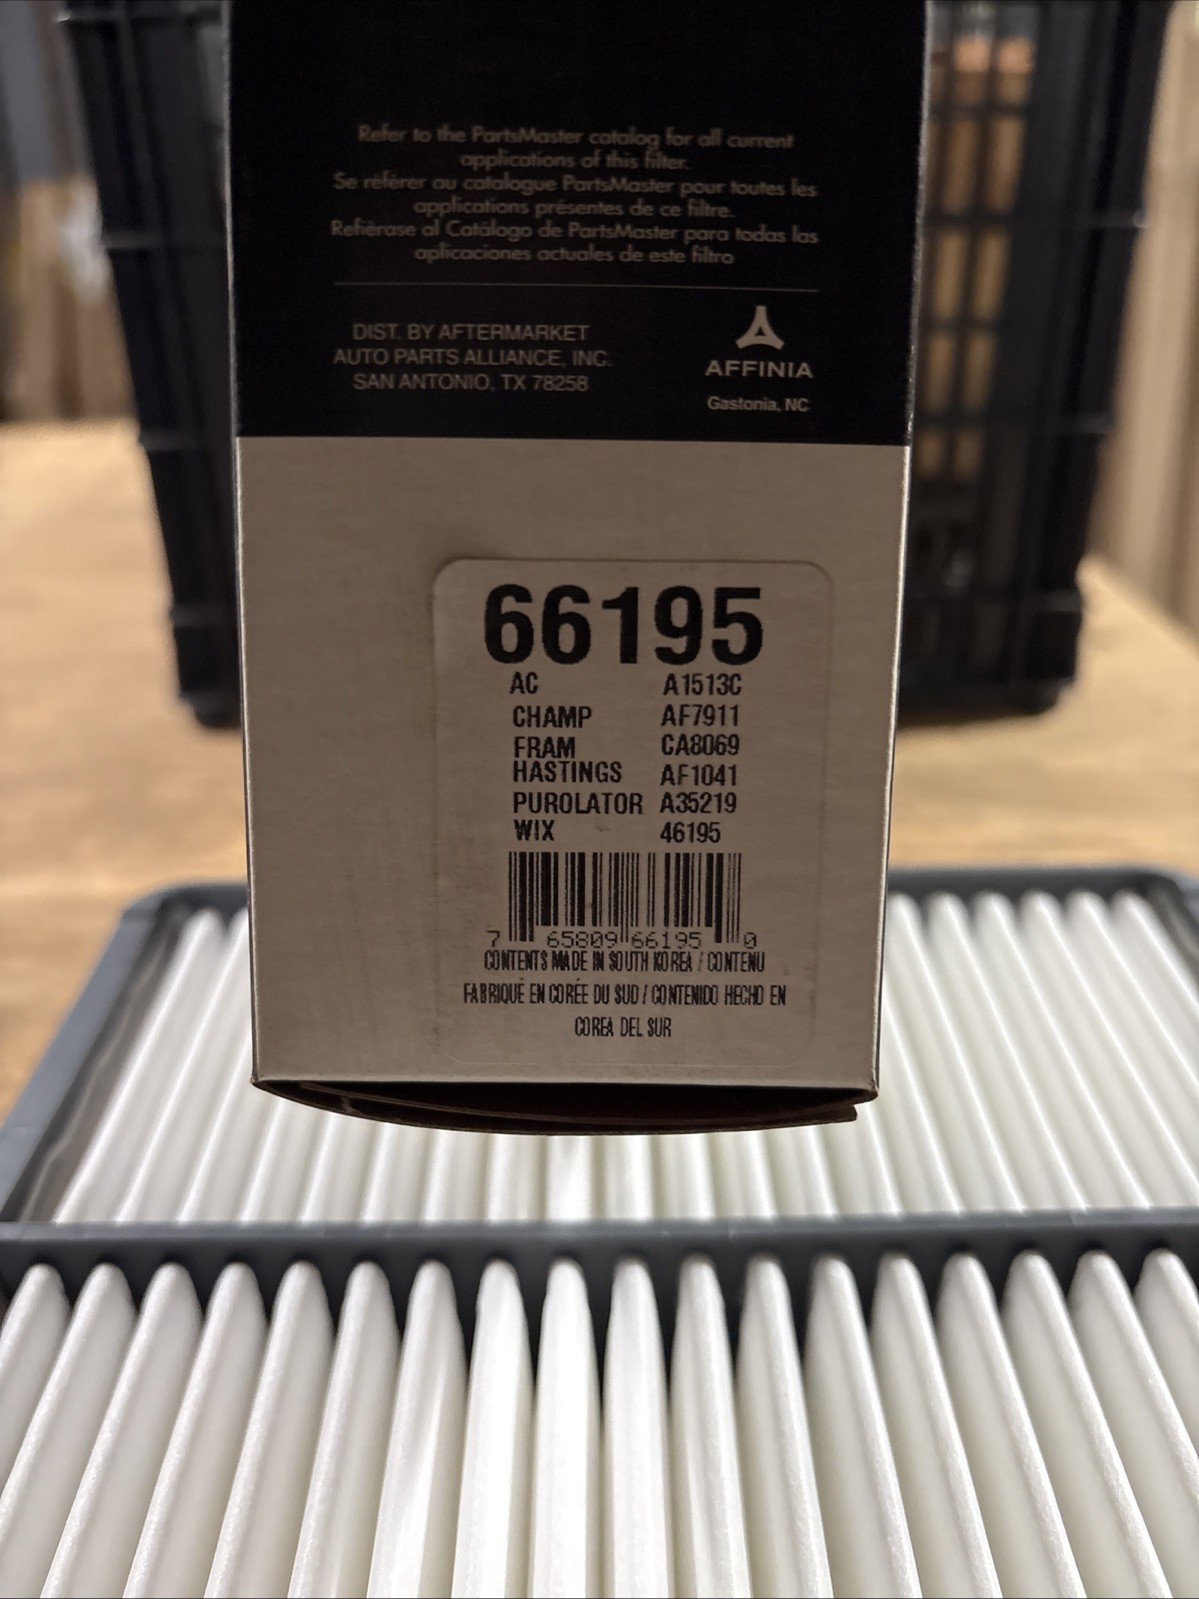 Refer to the PartsMaster catalog for all current
applications of this filter.
Se reférer au catalogue PartsMaster pour toutes les
applications présentes de ce filtre.
Refiérase al Catálogo de PartsMaster para todas las
aplicaciones actuales de este filtro
DIST. BY AFTERMARKET
AUTO PARTS ALLIANCE, INC.
SAN ANTONIO, TX 78258
AFFINIA
Gastonia, NC
66195
AC A1513C
CHAMP AF7911
FRAM CA8069
HASTINGS AF1041
PUROLATOR A35219
WIX 46195
7 65809 66195 0
CONTENTS MADE IN SOUTH KOREA / CONTENU
FABRIQUÉ EN CORÉE DU SUD / CONTENIDO HECHO EN
COREA DEL SUR